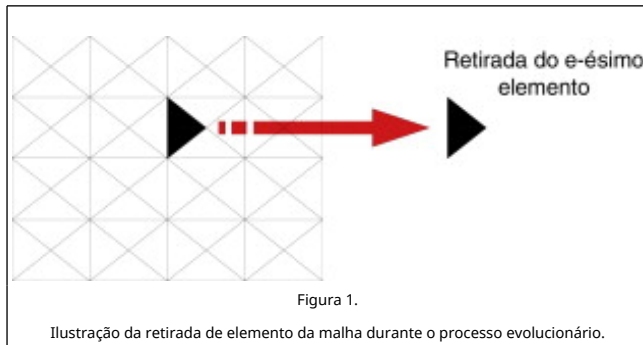 Retirada do e-ésimo
elemento
Figura 1.
Ilustração da retirada de elemento da malha durante o processo evolucionário.